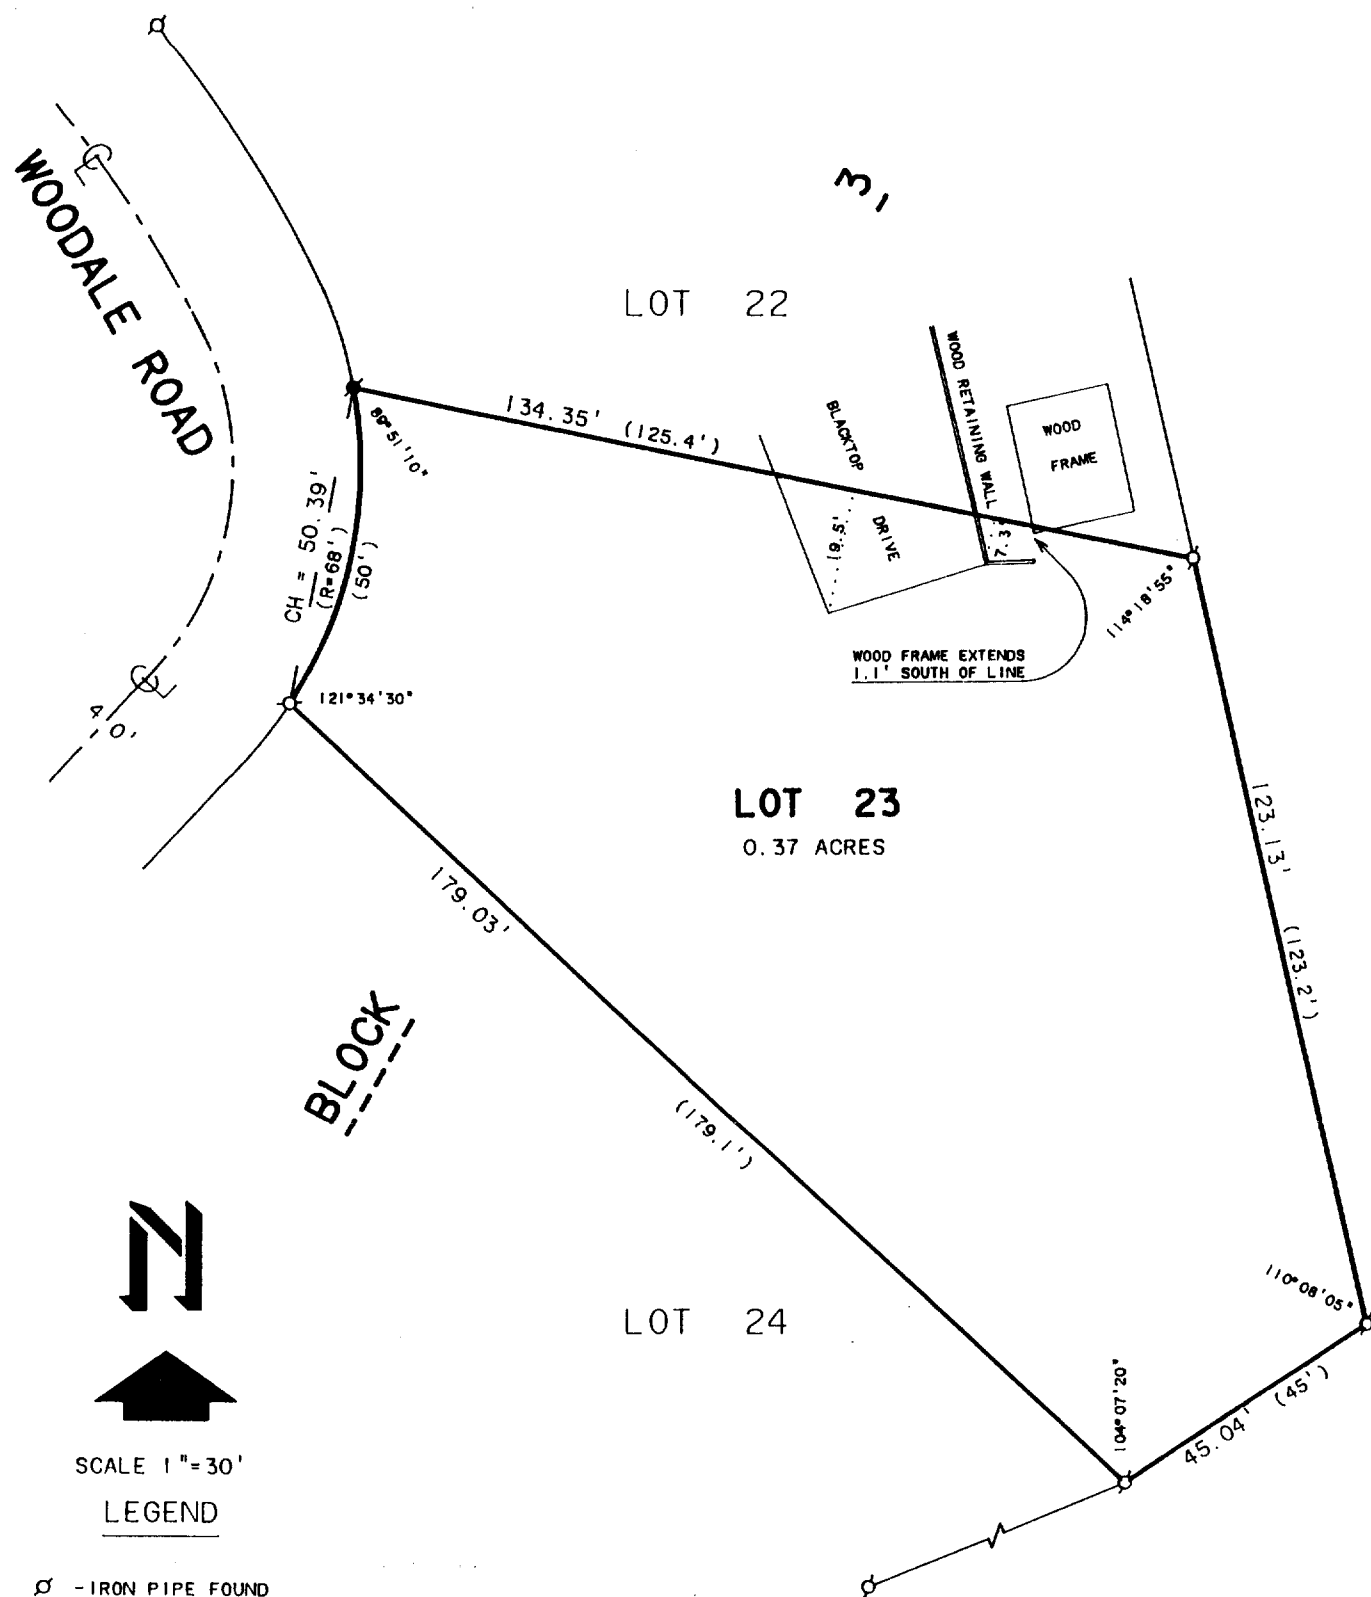 WOODALE ROAD
3,
LOT 22
134.35' (125.4')
89°51'10"
BLACKTOP
DRIVE
19.5'
WOOD RETAINING WALL
7.3'
WOOD
FRAME
114°18'55"
CH = 50.39'
(R=68')
(50')
WOOD FRAME EXTENDS
1.1' SOUTH OF LINE
121°34'30"
40'
LOT 23
0.37 ACRES
123.13' (123.2')
179.03'
(179.1')
BLOCK
N
LOT 24
110°08'05"
104°07'20"
45.04' (45')
SCALE 1"=30'
LEGEND
-IRON PIPE FOUND